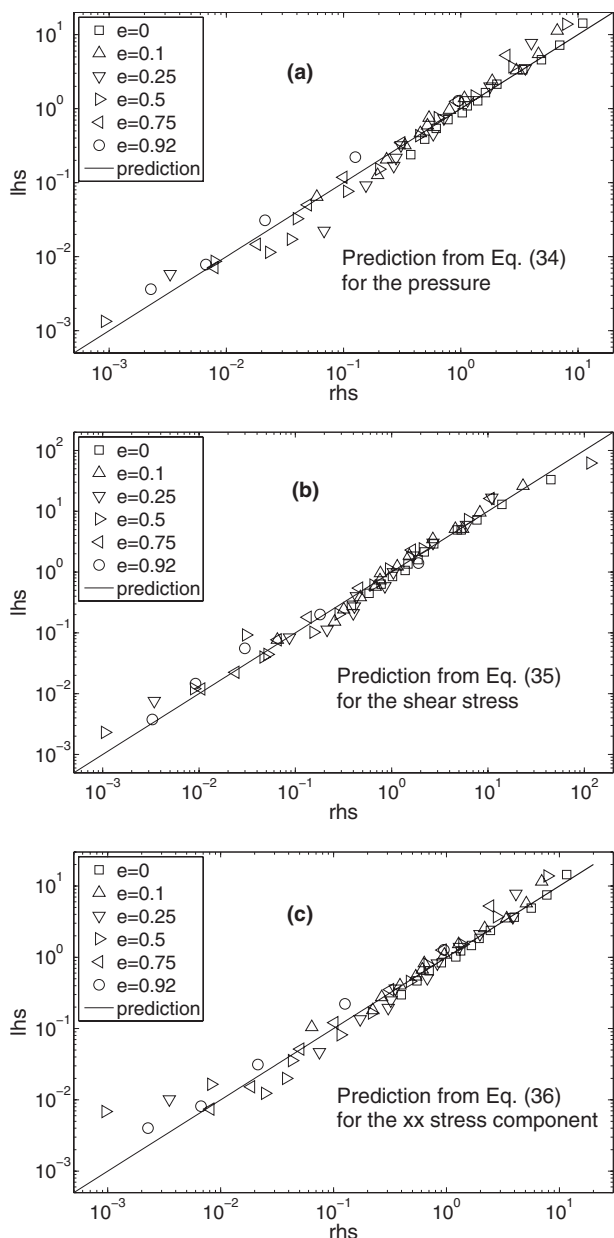 (a)
e=0
e=0.1
e=0.25
e=0.5
e=0.75
e=0.92
prediction
10^1
10^0
10^-1
10^-2
10^-3
lhs
Prediction from Eq. (34)
for the pressure
10^-3 10^-2 10^-1 10^0 10^1
rhs
(b)
e=0
e=0.1
e=0.25
e=0.5
e=0.75
e=0.92
prediction
10^2
10^1
10^0
10^-1
10^-2
10^-3
lhs
Prediction from Eq. (35)
for the shear stress
10^-3 10^-2 10^-1 10^0 10^1 10^2
rhs
(c)
e=0
e=0.1
e=0.25
e=0.5
e=0.75
e=0.92
prediction
10^1
10^0
10^-1
10^-2
10^-3
lhs
Prediction from Eq. (36)
for the xx stress component
10^-3 10^-2 10^-1 10^0 10^1
rhs